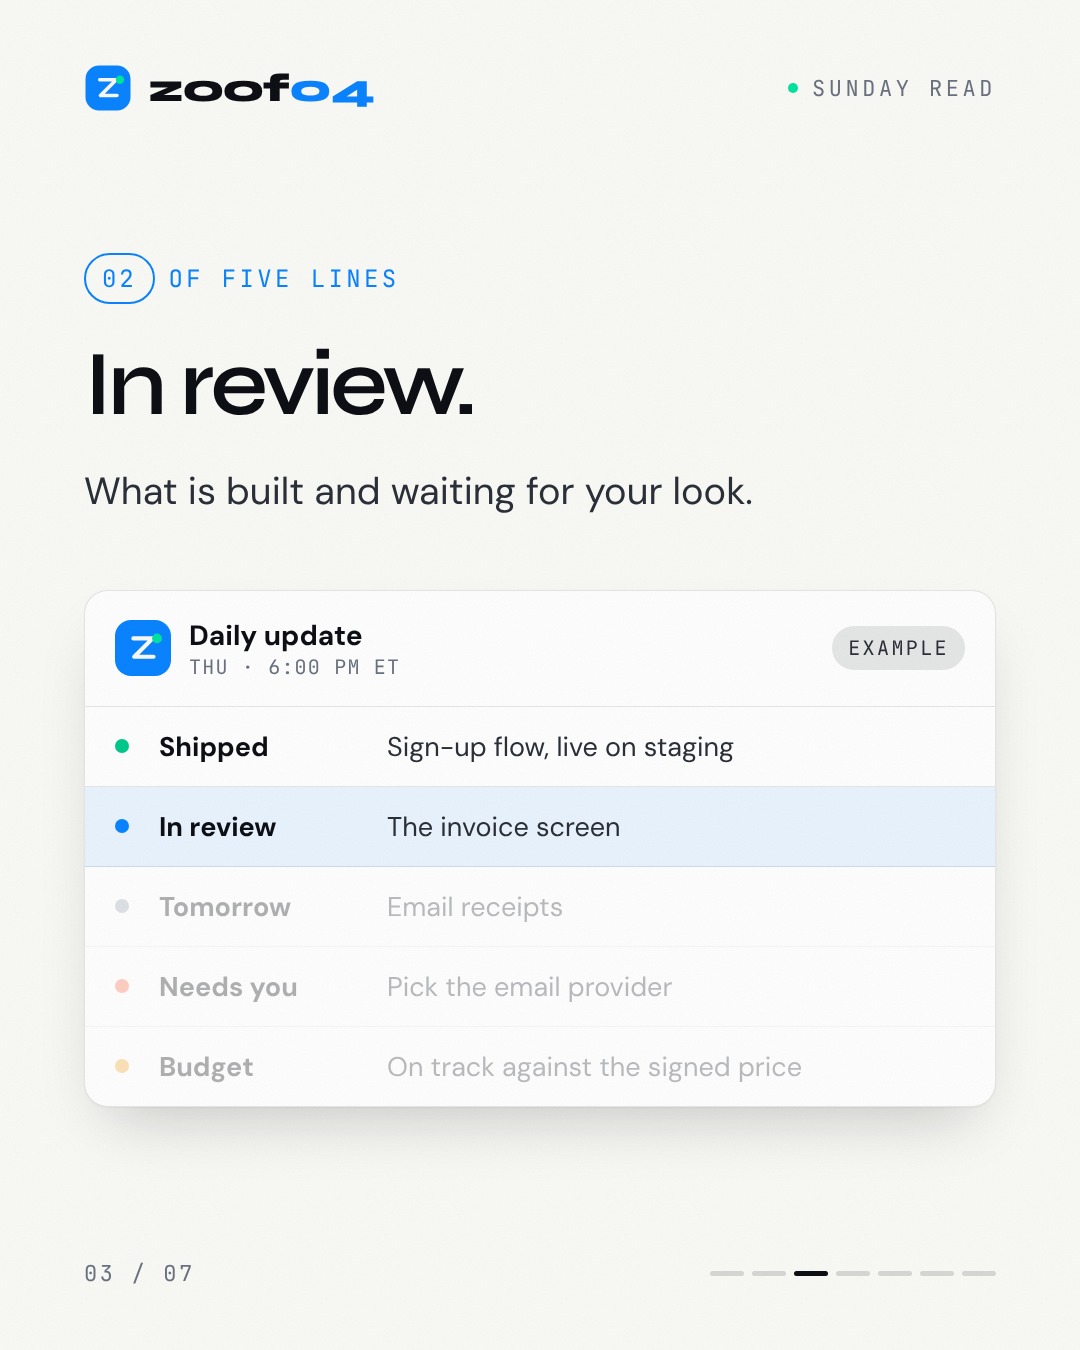 Z zoofo4
SUNDAY READ
02 OF FIVE LINES
In review.
What is built and waiting for your look.
Z Daily update
THU · 6:00 PM ET
EXAMPLE
Shipped Sign-up flow, live on staging
In review The invoice screen
Tomorrow Email receipts
Needs you Pick the email provider
Budget On track against the signed price
03 / 07